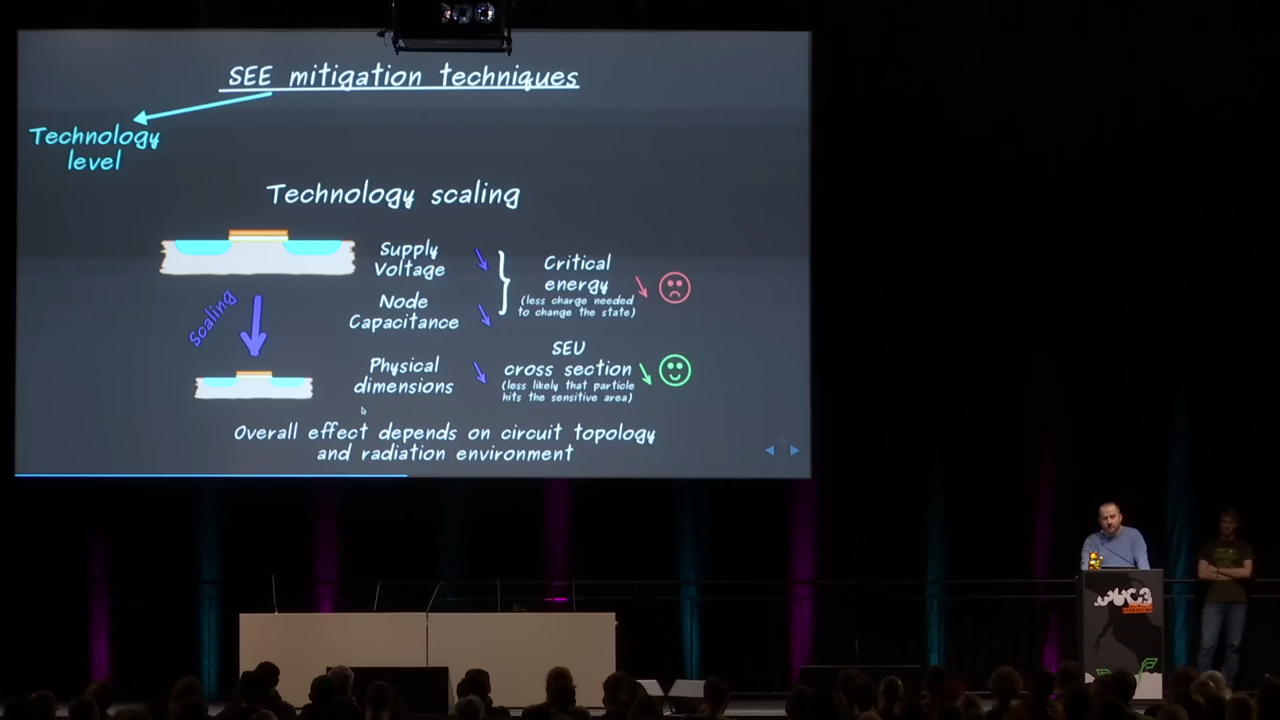 SEE mitigation techniques
Technology
level
Technology scaling
Supply
Voltage
Critical
energy
(less charge needed
to change the state)
Node
Capacitance
scaling
SEU
cross section
(less likely that particle
hits the sensitive area)
Physical
dimensions
Overall effect depends on circuit topology
and radiation environment